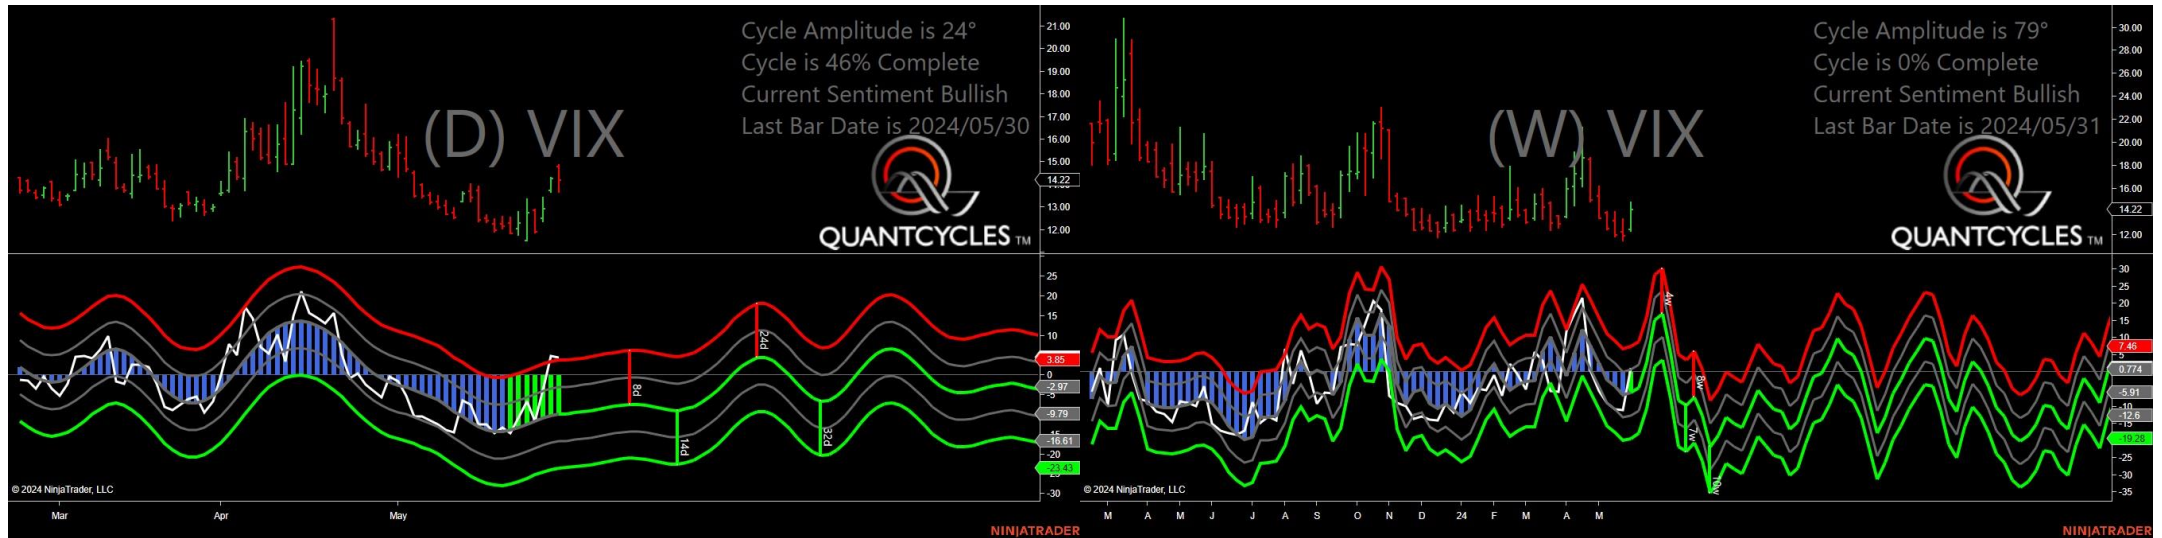 Cycle Amplitude is 24°
Cycle is 46% Complete
Current Sentiment Bullish
Last Bar Date is 2024/05/30
(D) VIX
QUANTCYCLES TM
21.00
20.00
19.00
18.00
17.00
16.00
15.00
14.22
13.00
12.00
25
20
15
10
3.85
0
-2.97
-5
-9.79
-16.61
-20
-23.43
-30
8d
14d
24d
32d
© 2024 NinjaTrader, LLC
Mar Apr May
NINJATRADER
Cycle Amplitude is 79°
Cycle is 0% Complete
Current Sentiment Bullish
Last Bar Date is 2024/05/31
(W) VIX
QUANTCYCLES TM
30.00
28.00
26.00
24.00
22.00
20.00
18.00
16.00
14.22
12.00
30
25
20
15
10
7.46
5
0.774
-5.91
-10
-12.6
-15
-19.28
-25
-30
-35
4w
8w
7w
10w
© 2024 NinjaTrader, LLC
M A M J J A S O N D 24 F M A M
NINJATRADER